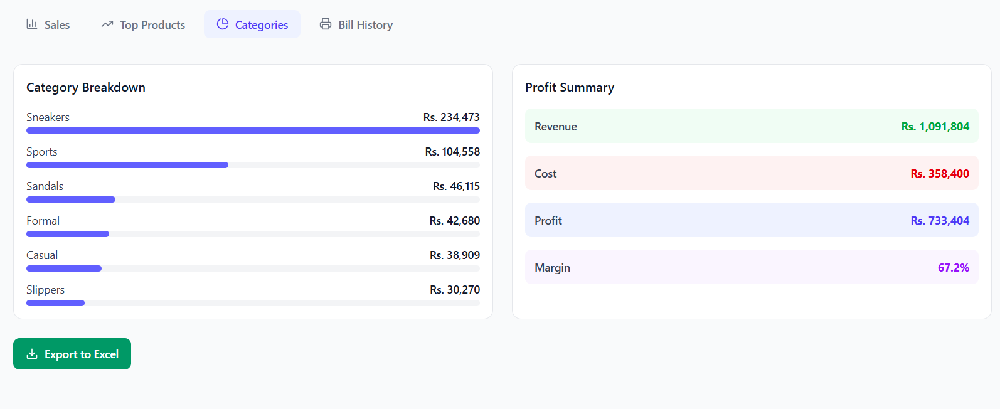 Sales Top Products Categories Bill History
Category Breakdown
Sneakers Rs. 234,473
Sports Rs. 104,558
Sandals Rs. 46,115
Formal Rs. 42,680
Casual Rs. 38,909
Slippers Rs. 30,270
Profit Summary
Revenue Rs. 1,091,804
Cost Rs. 358,400
Profit Rs. 733,404
Margin 67.2%
Export to Excel